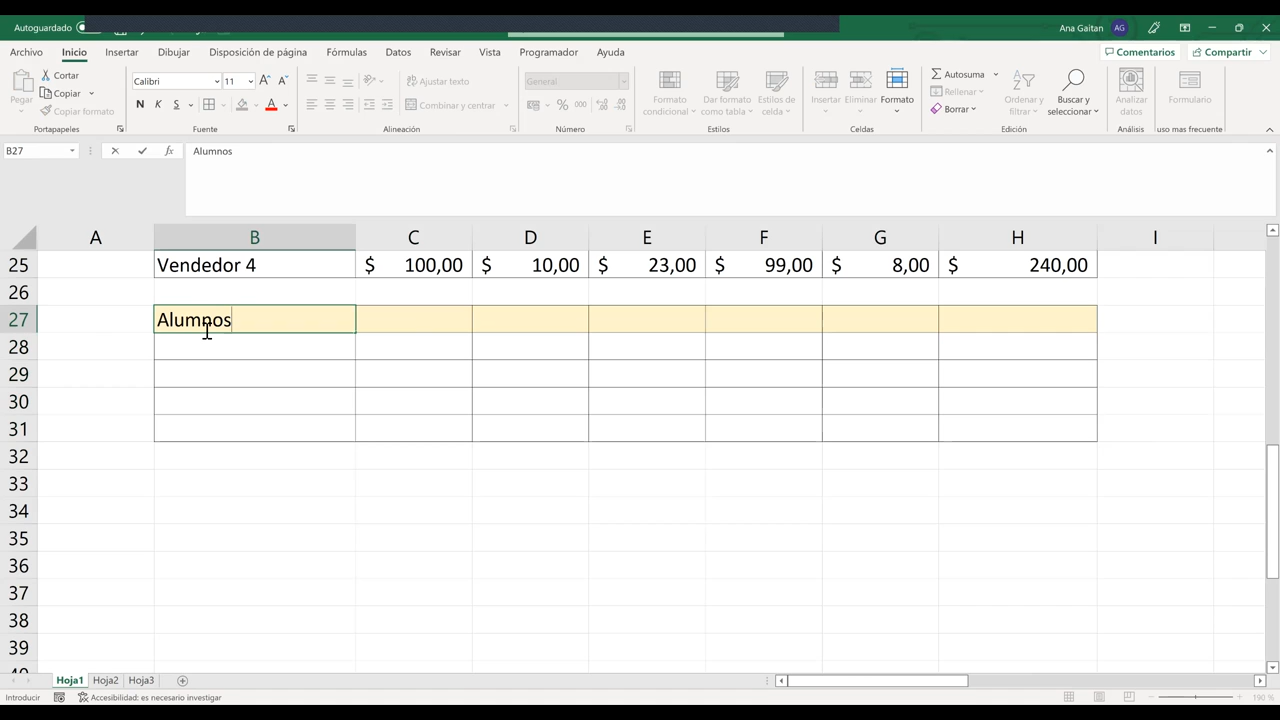 Autoguardado
Ana Gaitan AG
Archivo Inicio Insertar Dibujar Disposición de página Fórmulas Datos Revisar Vista Programador Ayuda Comentarios Compartir
Pegar
Cortar
Copiar
Copiar formato
Portapapeles
Calibri 11
N K S
Fuente
Ajustar texto
Combinar y centrar
Alineación
General
% 000
Número
Formato condicional
Dar formato como tabla
Estilos de celda
Estilos
Insertar
Eliminar
Formato
Celdas
Autosuma
Rellenar
Borrar
Ordenar y filtrar
Buscar y seleccionar
Edición
Analizar datos
Análisis
Formulario
uso mas frecuente
B27 fx Alumnos
A B C D E F G H I
25 Vendedor 4 $ 100,00 $ 10,00 $ 23,00 $ 99,00 $ 8,00 $ 240,00
26
27 Alumnos
28
29
30
31
32
33
34
35
36
37
38
39
Hoja1 Hoja2 Hoja3
Introducir Accesibilidad: es necesario investigar 190 %